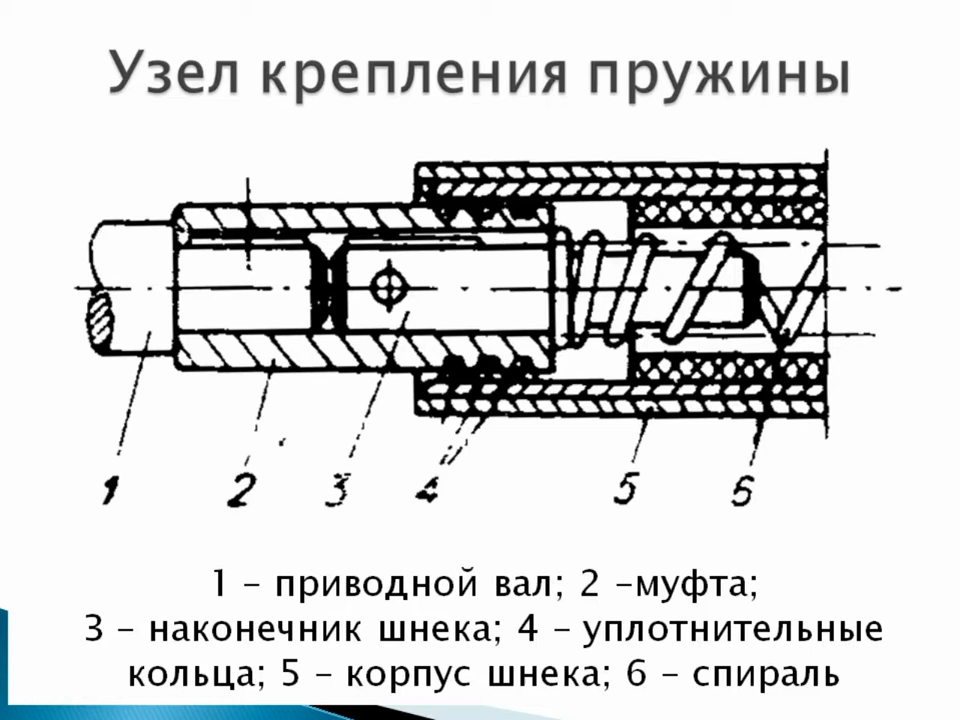 Узел крепления пружины
1 2 3 4 5 6
1 – приводной вал; 2 –муфта;
3 – наконечник шнека; 4 – уплотнительные
кольца; 5 – корпус шнека; 6 – спираль